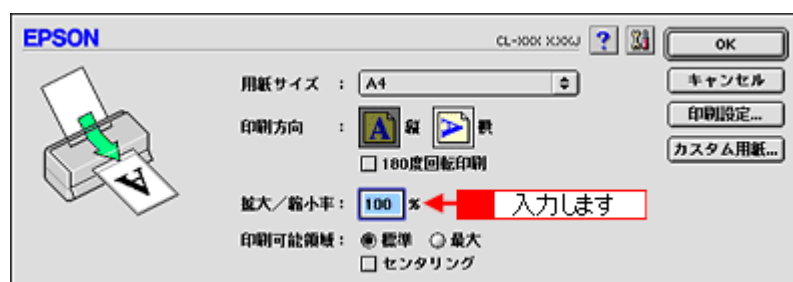 EPSON
CL-XXX XJXXJ
?
OK
用紙サイズ : A4
キャンセル
印刷方向 : A 縦 A 横
印刷設定...
180度回転印刷
カスタム用紙...
A
拡大/縮小率: 100 % 入力します
印刷可能領域: 標準 最大
センタリング